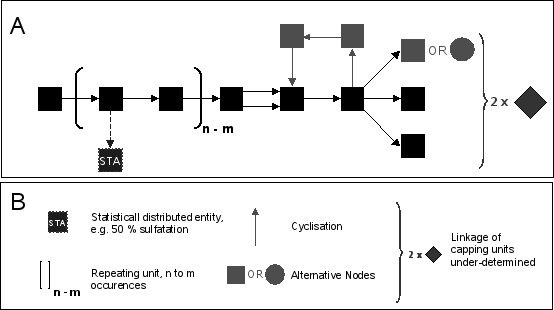 A
OR
2 x
n - m
STA
B
STA
Statisticall distributed entity,
e.g. 50 % sulfatation
Cyclisation
2 x
Linkage of
capping units
under-determined
Repeating unit, n to m
occurences
n - m
OR
Alternative Nodes